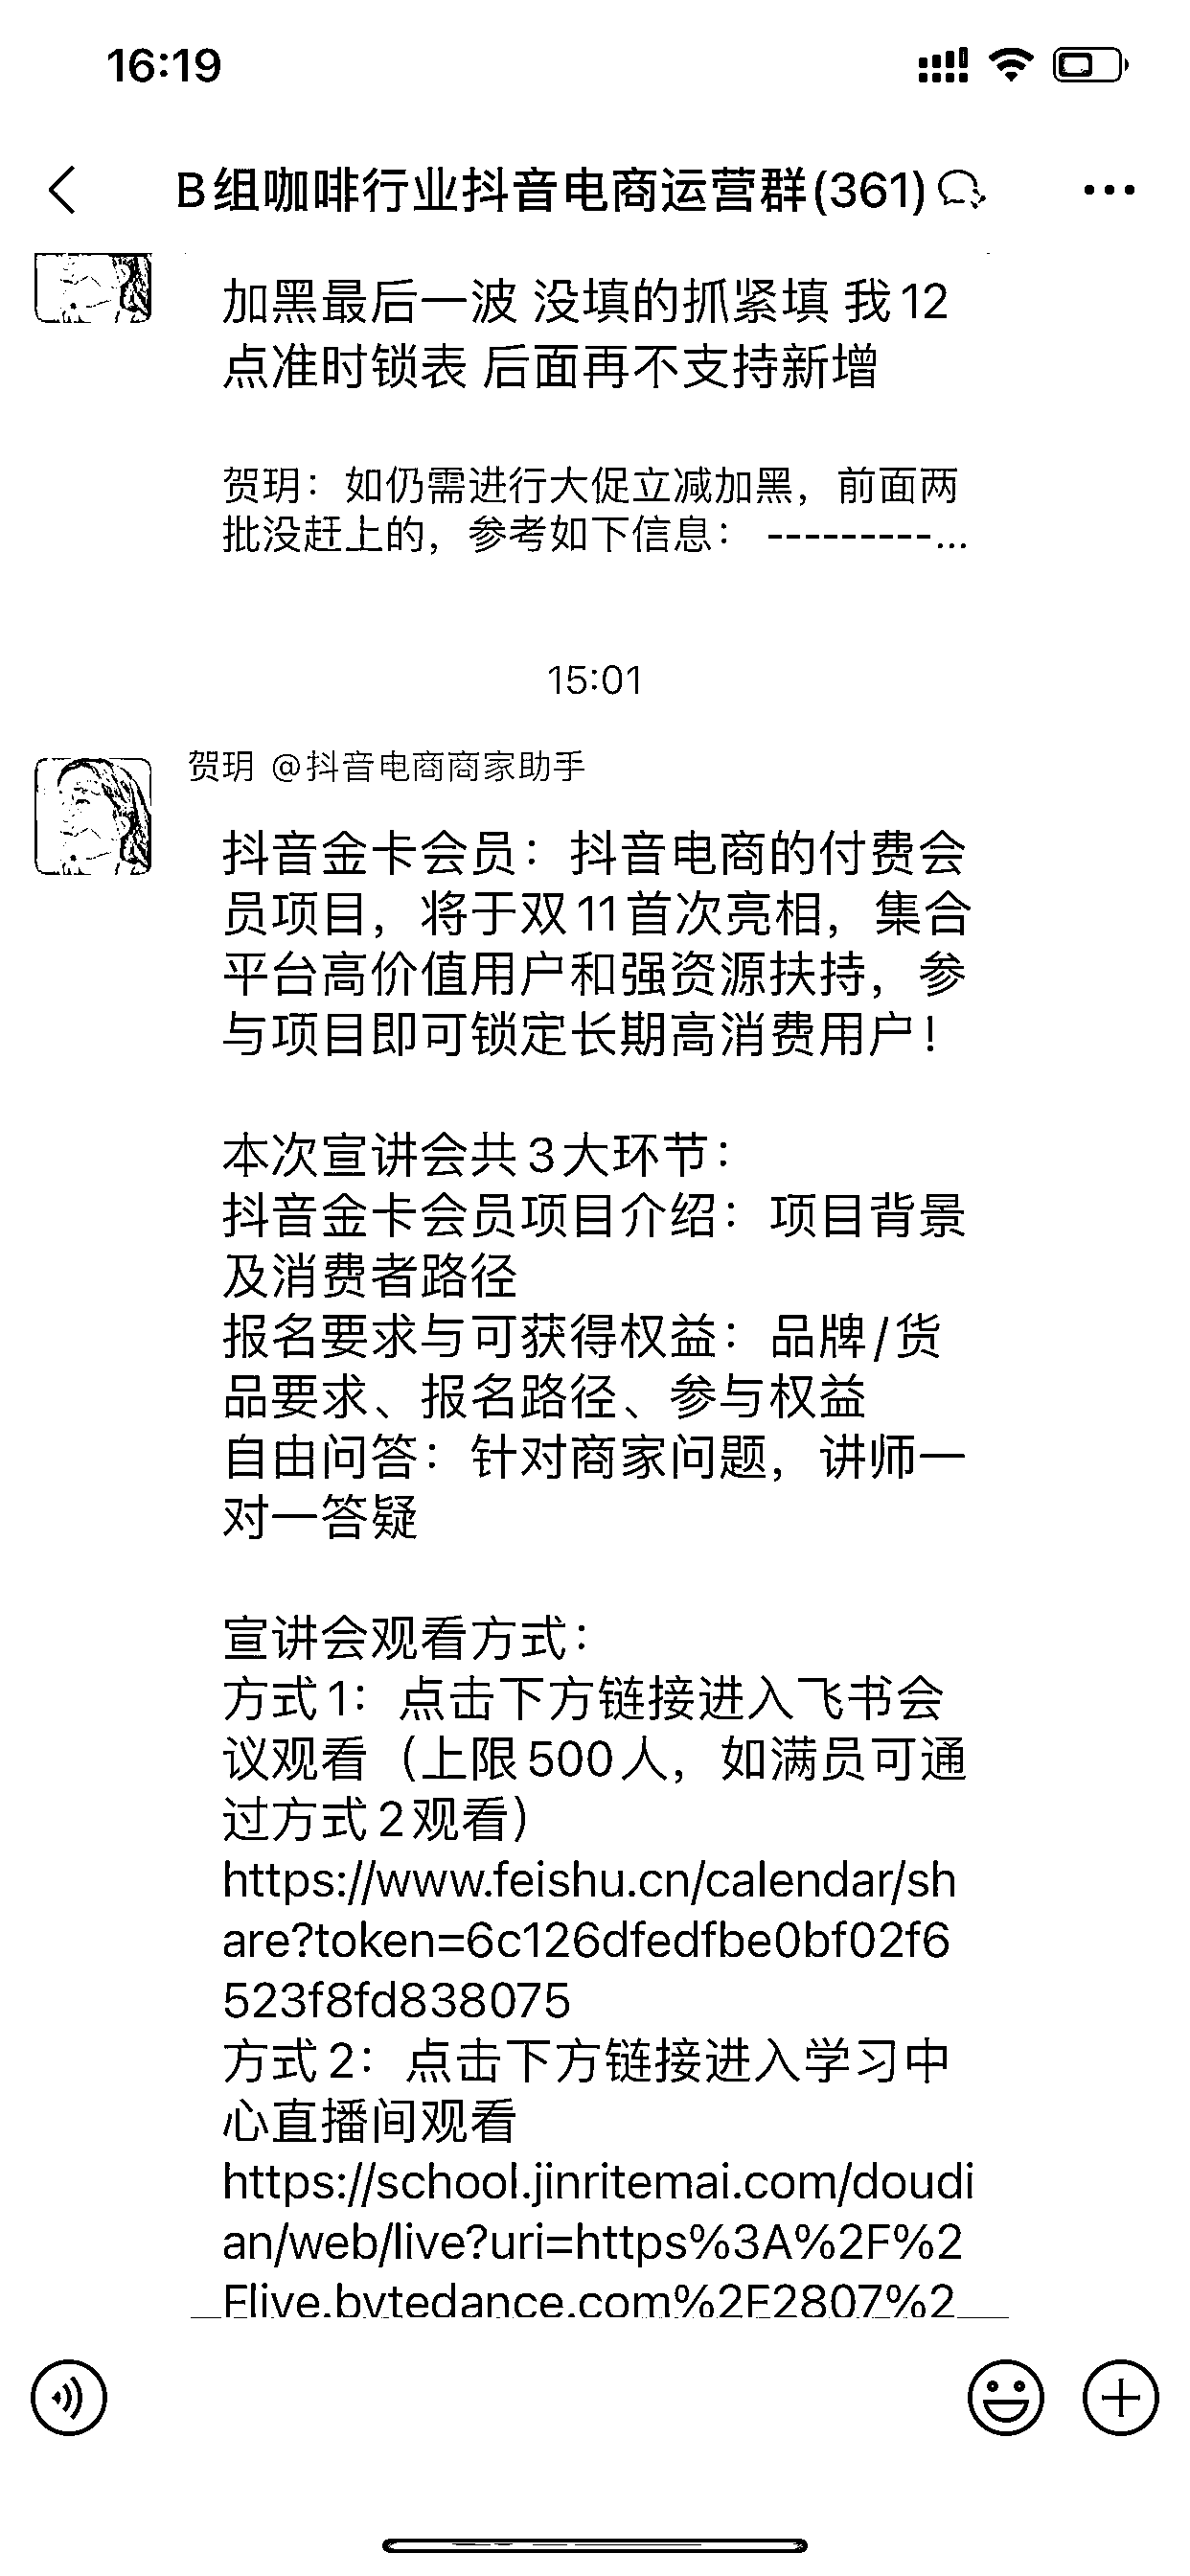 16:19
B组咖啡行业抖音电商运营群(361)
加黑最后一波 没填的抓紧填 我12
点准时锁表 后面再不支持新增
贺玥：如仍需进行大促立减加黑，前面两
批没赶上的，参考如下信息： ---------...
15:01
贺玥 @抖音电商商家助手
抖音金卡会员：抖音电商的付费会
员项目，将于双11首次亮相，集合
平台高价值用户和强资源扶持，参
与项目即可锁定长期高消费用户！
本次宣讲会共3大环节：
抖音金卡会员项目介绍：项目背景
及消费者路径
报名要求与可获得权益：品牌/货
品要求、报名路径、参与权益
自由问答：针对商家问题，讲师一
对一答疑
宣讲会观看方式：
方式1：点击下方链接进入飞书会
议观看（上限500人，如满员可通
过方式2观看）
https://www.feishu.cn/calendar/sh
are?token=6c126dfedfbe0bf02f6
523f8fd838075
方式2：点击下方链接进入学习中
心直播间观看
https://school.jinritemai.com/doudi
an/web/live?uri=https%3A%2F%2
Flive.bytedance.com%2F2807%2